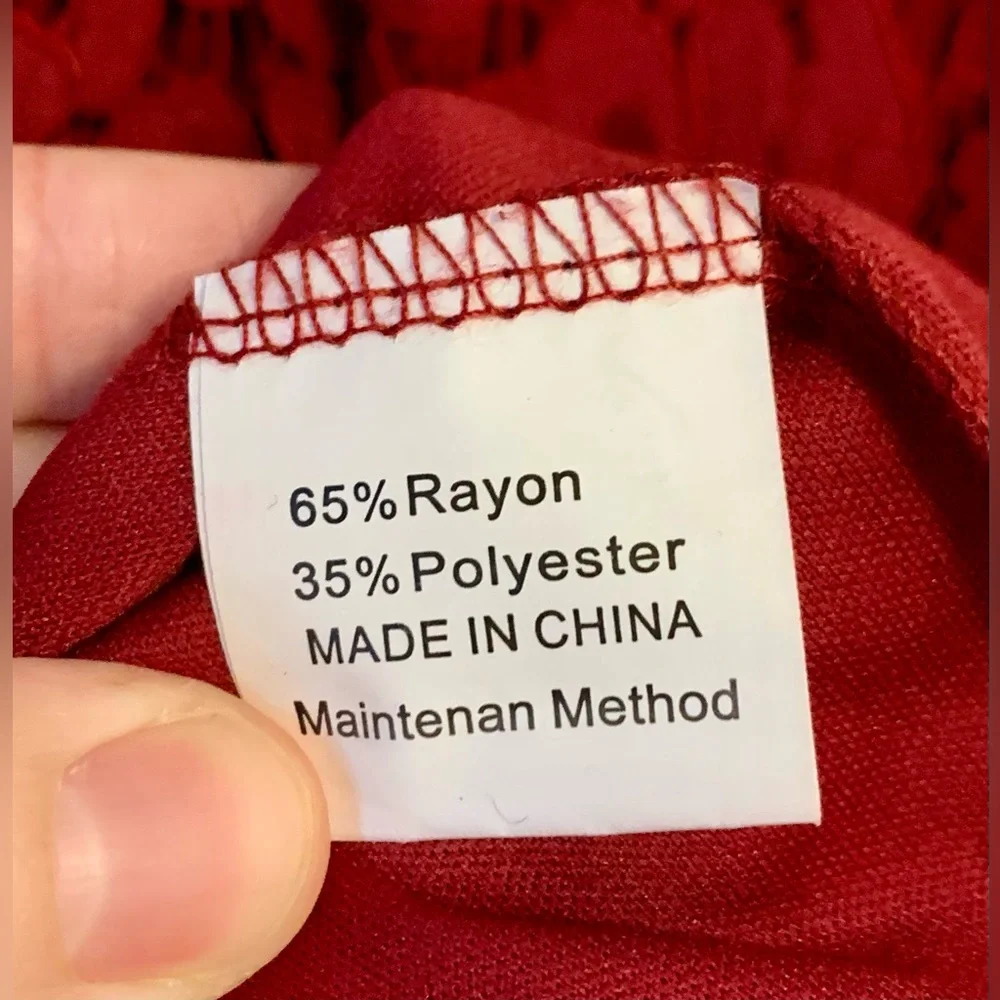 65% Rayon
35% Polyester
MADE IN CHINA
Maintenan Method